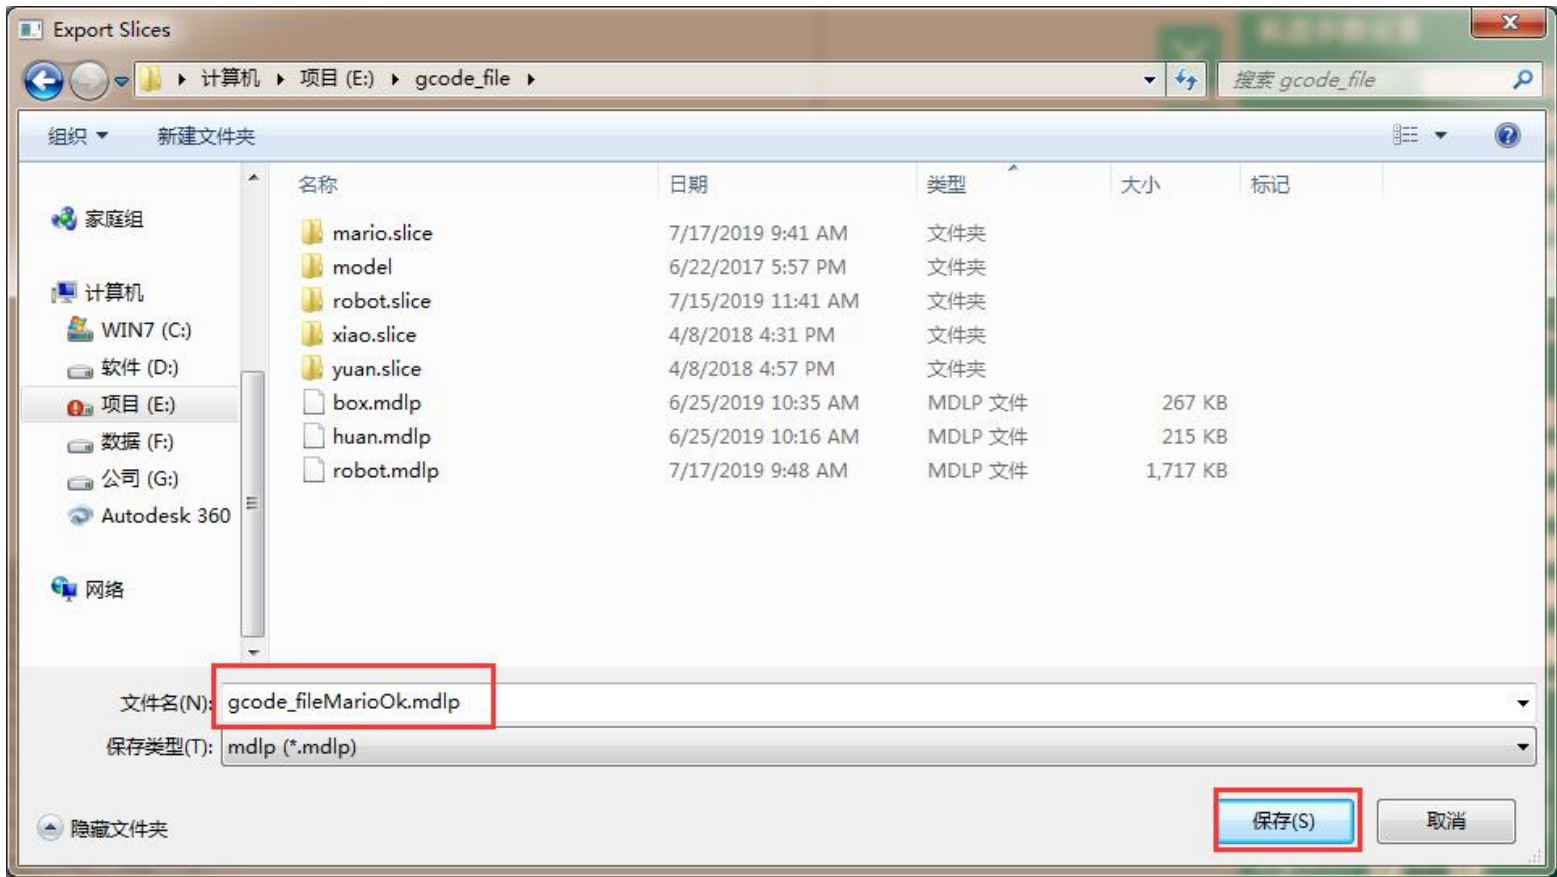 Export Slices
计算机 项目 (E:) gcode_file
搜索 gcode_file
组织 新建文件夹
名称 日期 类型 大小 标记
家庭组
计算机
WIN7 (C:)
软件 (D:)
项目 (E:)
数据 (F:)
公司 (G:)
Autodesk 360
网络
mario.slice 7/17/2019 9:41 AM 文件夹
model 6/22/2017 5:57 PM 文件夹
robot.slice 7/15/2019 11:41 AM 文件夹
xiao.slice 4/8/2018 4:31 PM 文件夹
yuan.slice 4/8/2018 4:57 PM 文件夹
box.mdlp 6/25/2019 10:35 AM MDLP 文件 267 KB
huan.mdlp 6/25/2019 10:16 AM MDLP 文件 215 KB
robot.mdlp 7/17/2019 9:48 AM MDLP 文件 1,717 KB
文件名(N): gcode_fileMarioOk.mdlp
保存类型(T): mdlp (*.mdlp)
隐藏文件夹 保存(S) 取消